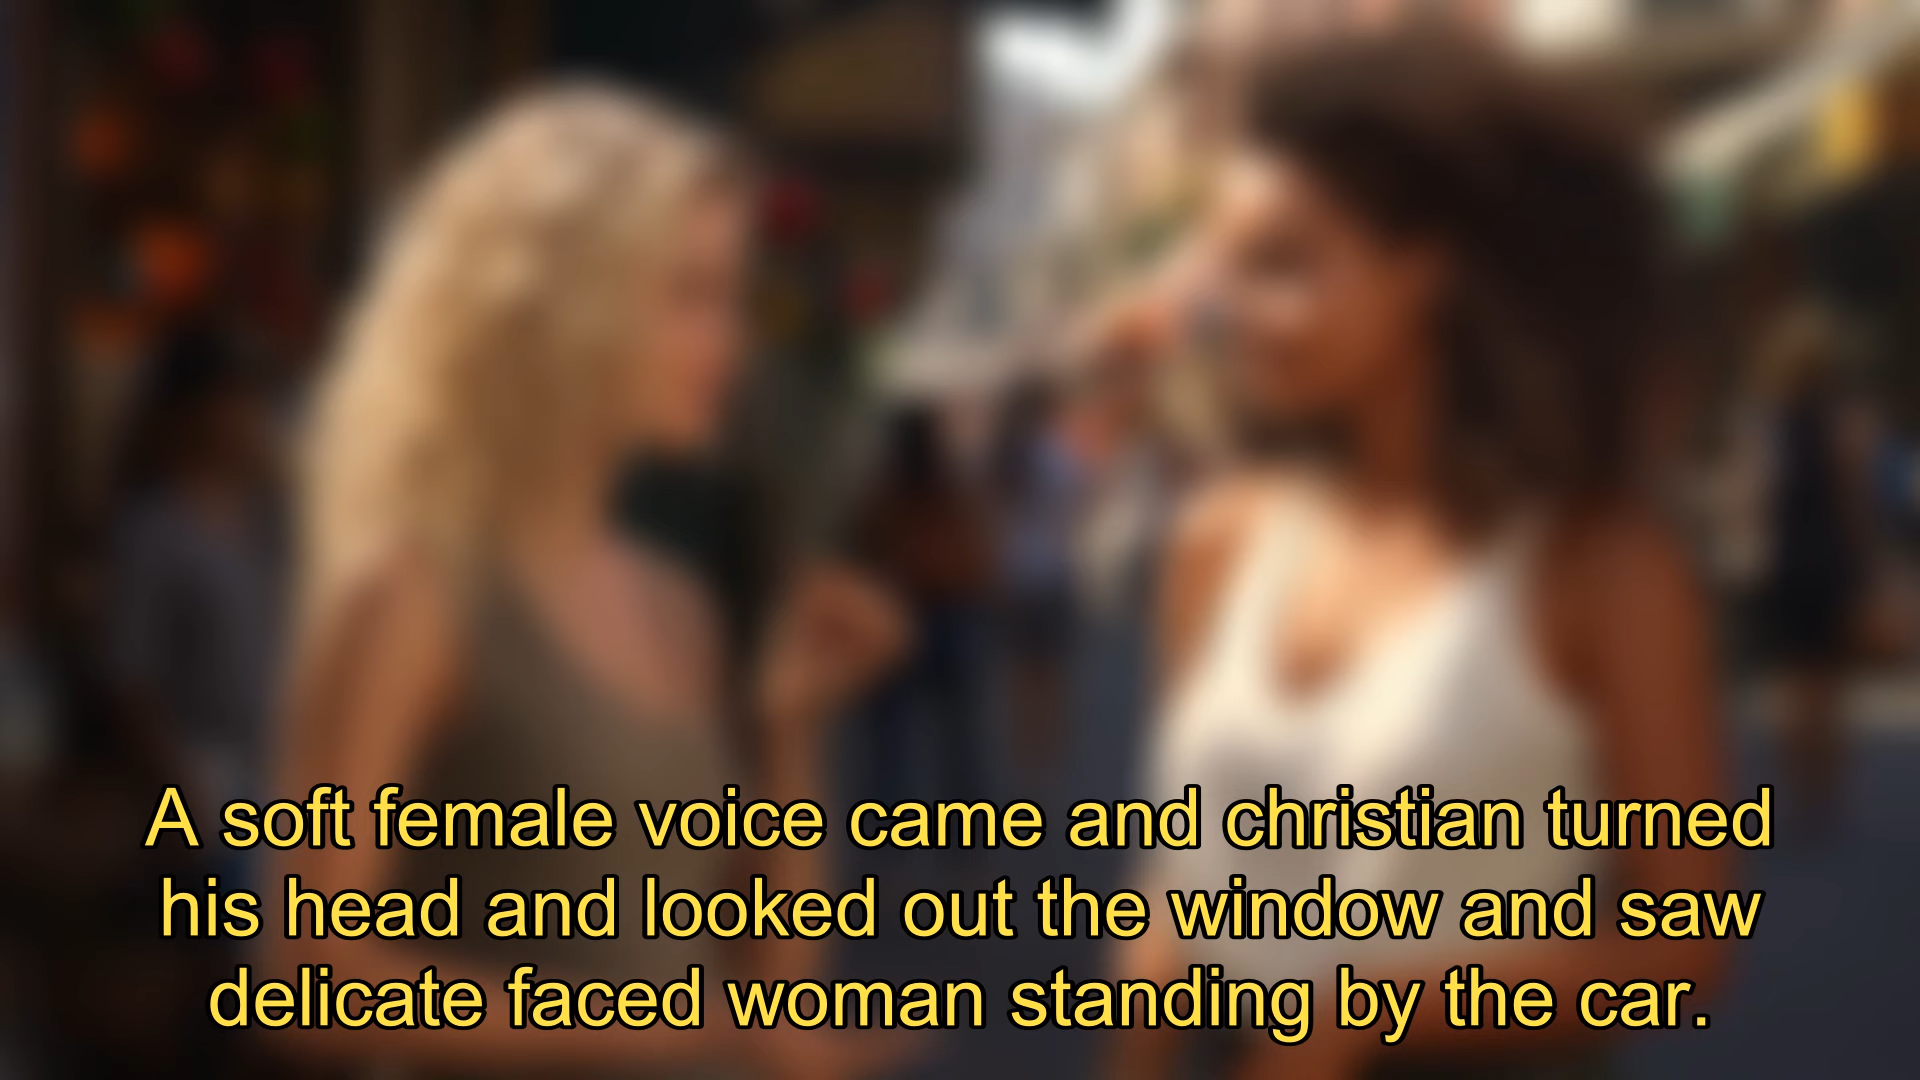 A soft female voice came and christian turned
his head and looked out the window and saw
delicate faced woman standing by the car.